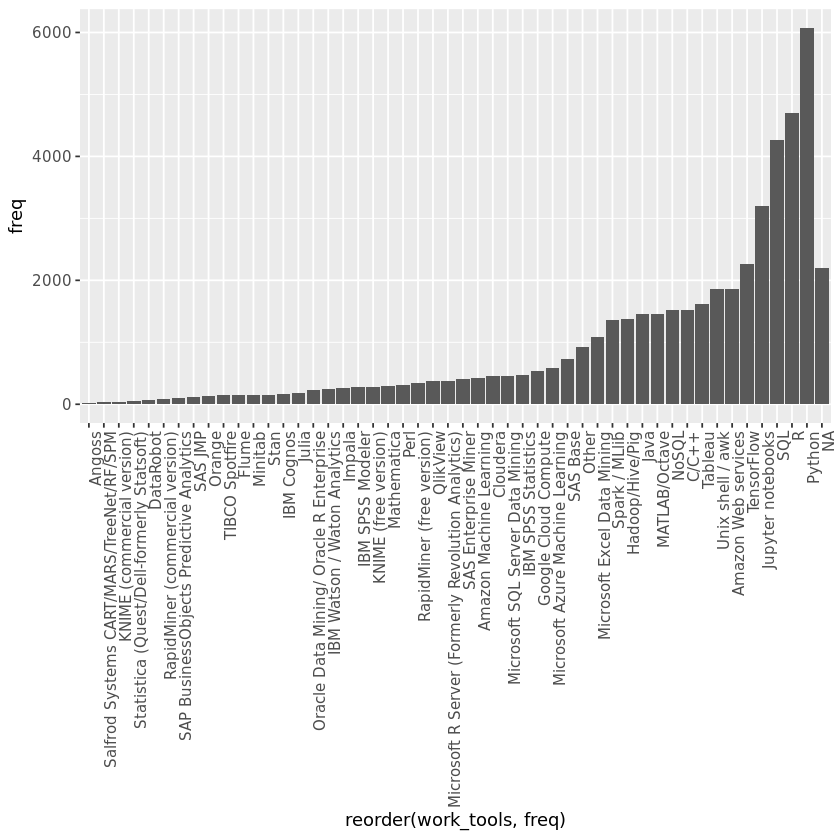 6000
4000
2000
0
freq
Angoss
Salfrod Systems CART/MARS/TreeNet/RF/SPM
KNIME (commercial version)
Statistica (Quest/Dell-formerly Statsoft)
DataRobot
RapidMiner (commercial version)
SAP BusinessObjects Predictive Analytics
SAS JMP
Orange
TIBCO Spotfire
Flume
Minitab
Stan
IBM Cognos
Julia
Oracle Data Mining/ Oracle R Enterprise
IBM Watson / Waton Analytics
Impala
IBM SPSS Modeler
KNIME (free version)
Mathematica
Perl
RapidMiner (free version)
QlikView
Microsoft R Server (Formerly Revolution Analytics)
SAS Enterprise Miner
Amazon Machine Learning
Cloudera
Microsoft SQL Server Data Mining
IBM SPSS Statistics
Google Cloud Compute
Microsoft Azure Machine Learning
SAS Base
Other
Microsoft Excel Data Mining
Spark / MLlib
Hadoop/Hive/Pig
Java
MATLAB/Octave
NoSQL
C/C++
Tableau
Unix shell / awk
Amazon Web services
TensorFlow
Jupyter notebooks
SQL
R
Python
NA
reorder(work_tools, freq)